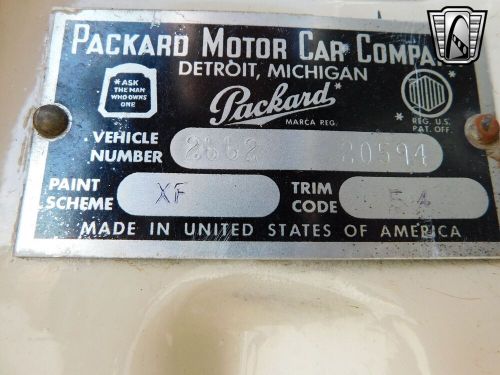 PACKARD MOTOR CAR COMPA
DETROIT, MICHIGAN
"ASK
THE MAN
WHO OWNS
ONE
Packard
MARCA REG.
REG. U.S.
PAT. OFF.
VEHICLE
NUMBER
2662 20594
PAINT
SCHEME
XF
TRIM
CODE
54
MADE IN UNITED STATES OF AMERICA